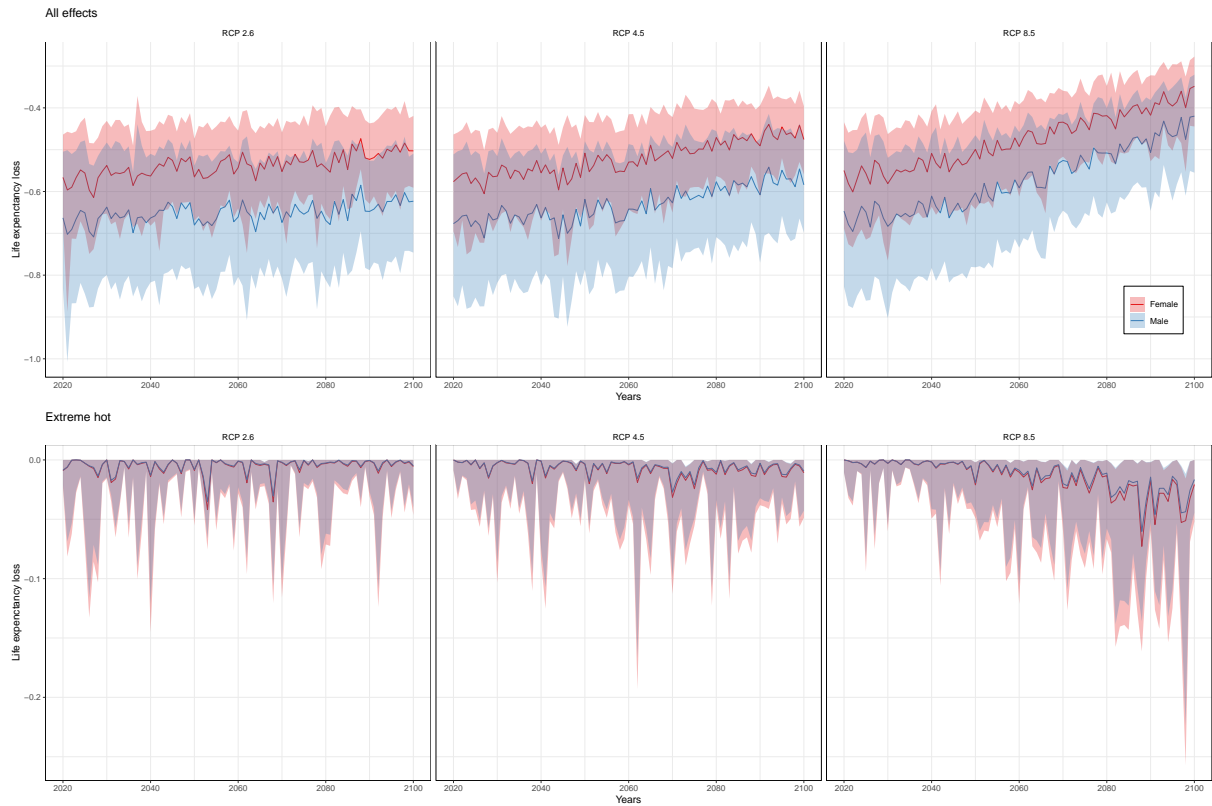 All effects
RCP 2.6
RCP 4.5
RCP 8.5
Life expenctancy loss
−0.4
−0.6
−0.8
−1.0
Female
Male
2020 2040 2060 2080 2100
2020 2040 2060 2080 2100
2020 2040 2060 2080 2100
Years
Extreme hot
RCP 2.6
RCP 4.5
RCP 8.5
Life expenctancy loss
0.0
−0.1
−0.2
2020 2040 2060 2080 2100
2020 2040 2060 2080 2100
2020 2040 2060 2080 2100
Years